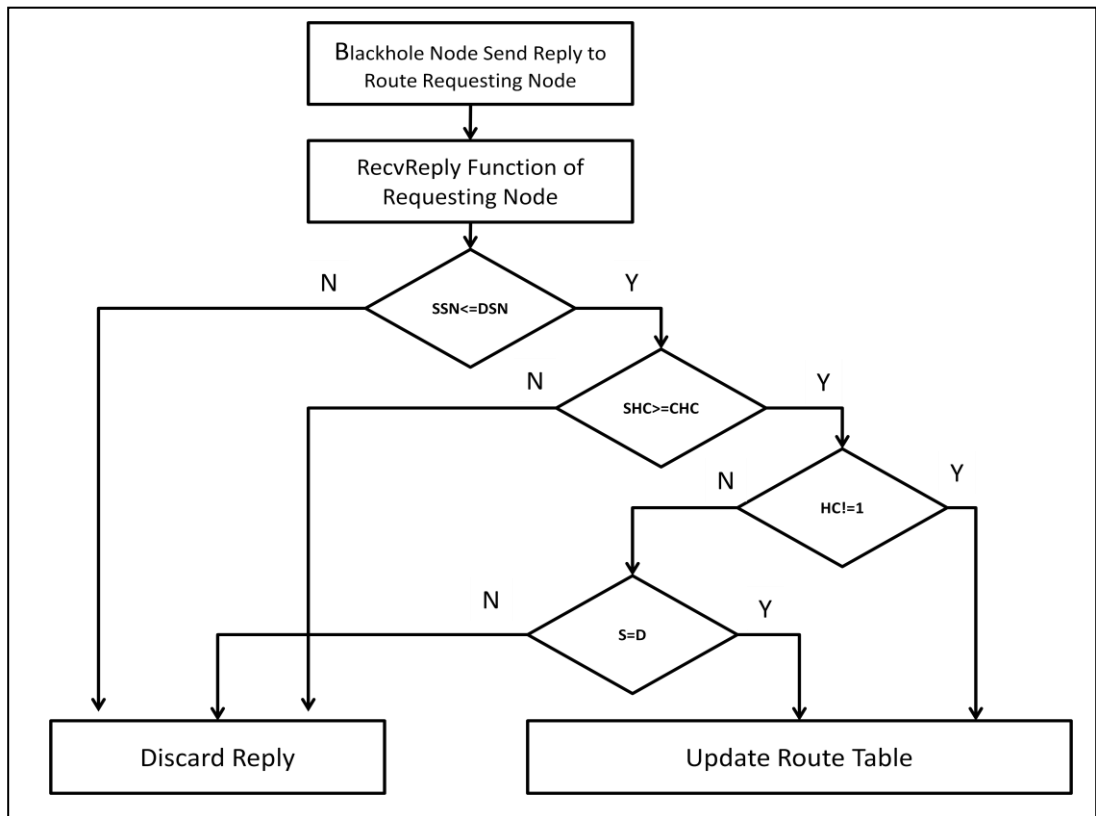 Blackhole Node Send Reply to
Route Requesting Node
RecvReply Function of
Requesting Node
N
Y
SSN<=DSN
N
Y
SHC>=CHC
N
Y
HC!=1
N
Y
S=D
Discard Reply
Update Route Table